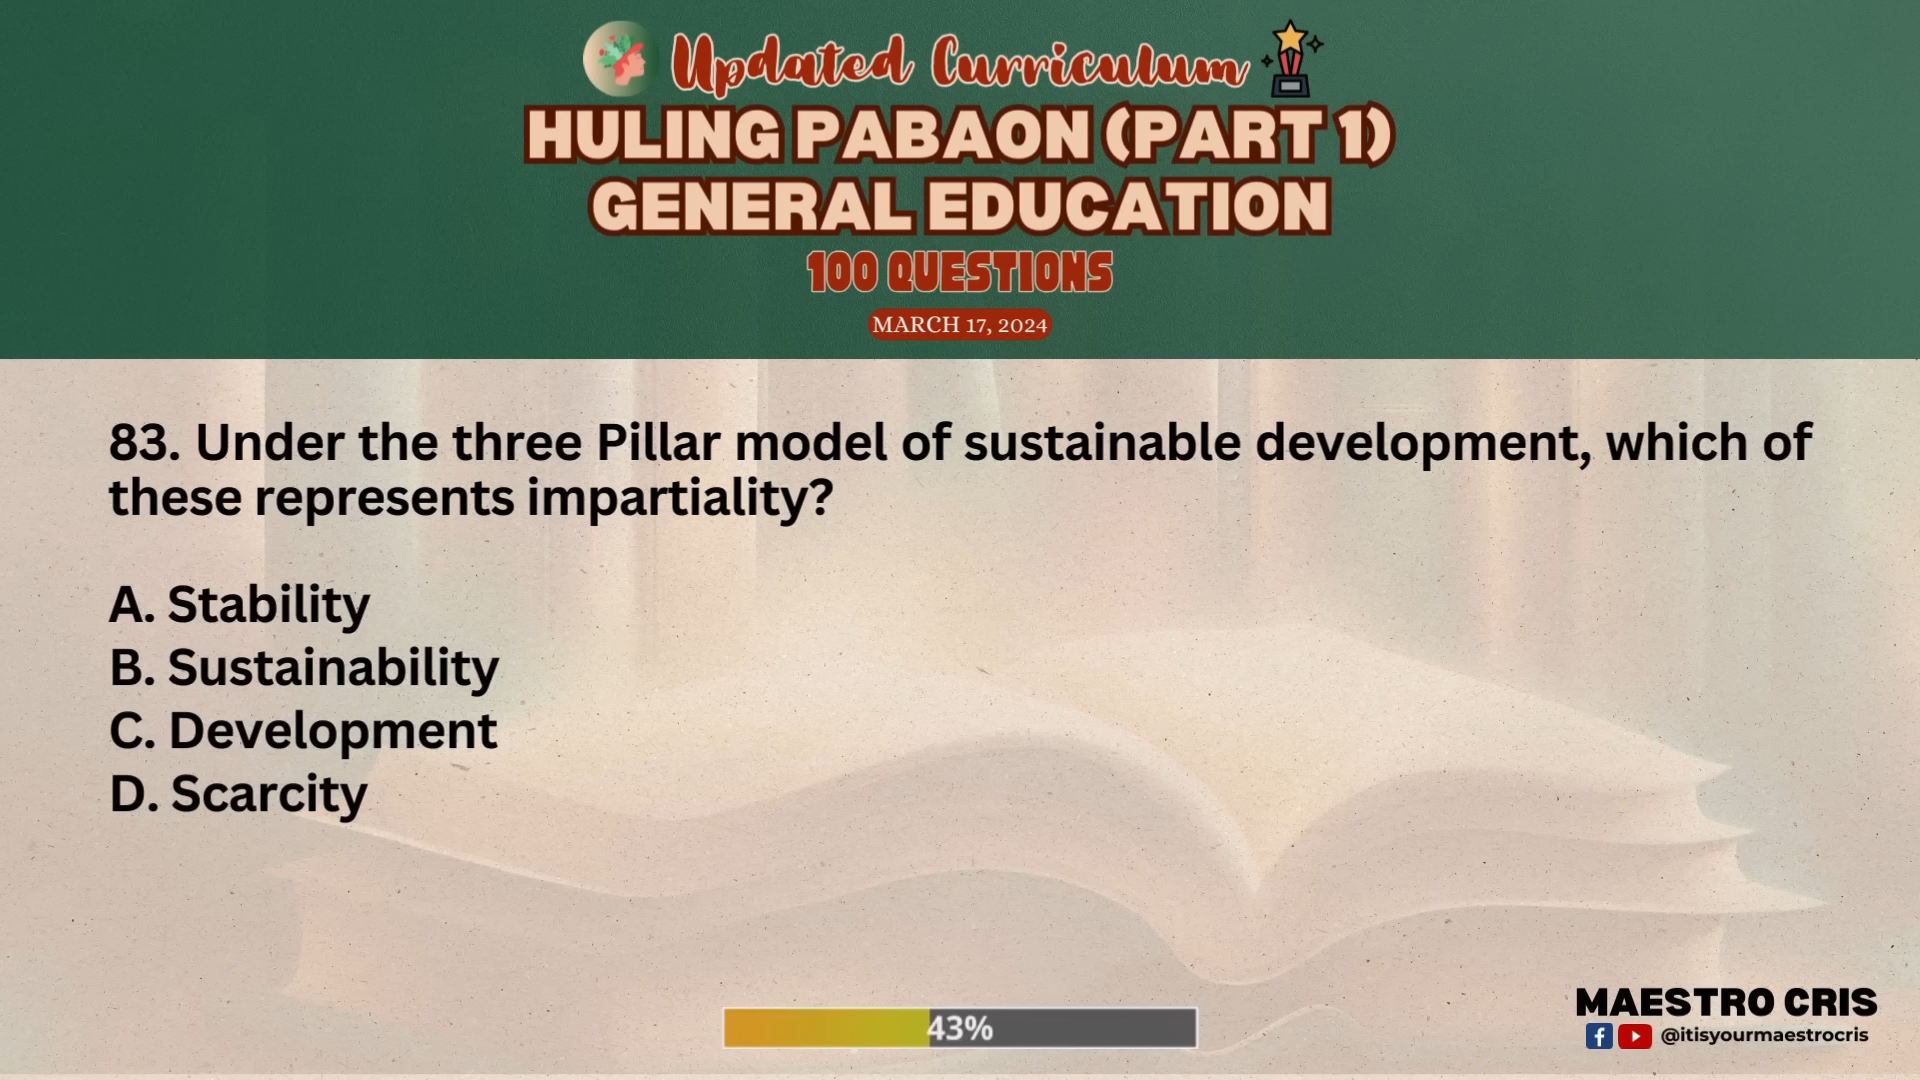 Updated Curriculum
HULING PABAON (PART 1)
GENERAL EDUCATION
100 QUESTIONS
MARCH 17, 2024
83. Under the three Pillar model of sustainable development, which of
these represents impartiality?
A. Stability
B. Sustainability
C. Development
D. Scarcity
43%
MAESTRO CRIS
@itisyourmaestrocris